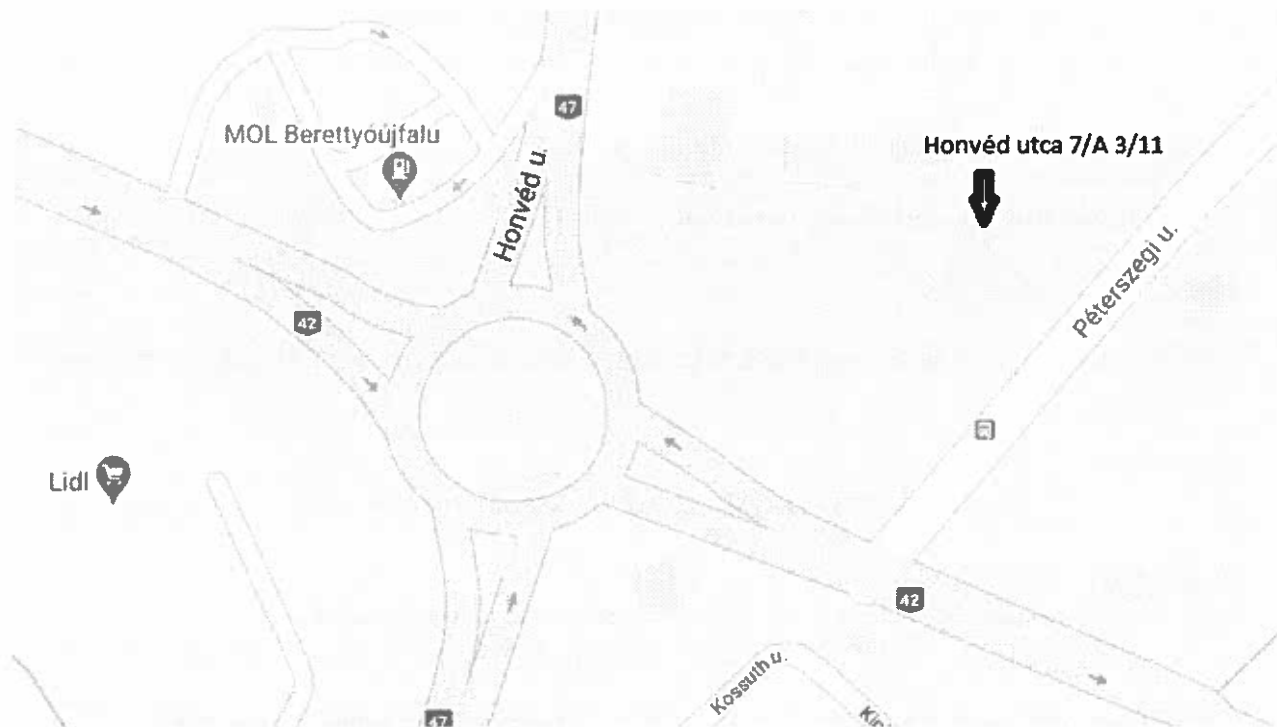 47
MOL Berettyóújfalu
Honvéd u.
Honvéd utca 7/A 3/11
Péterszegi u.
42
Lidl
42
Kossuth u.
47